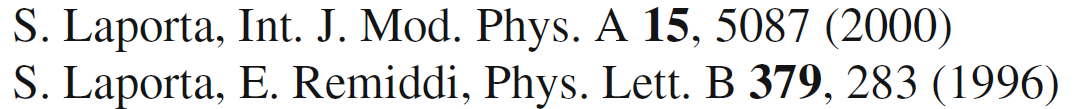 S. Laporta, Int. J. Mod. Phys. A 15, 5087 (2000)
S. Laporta, E. Remiddi, Phys. Lett. B 379, 283 (1996)